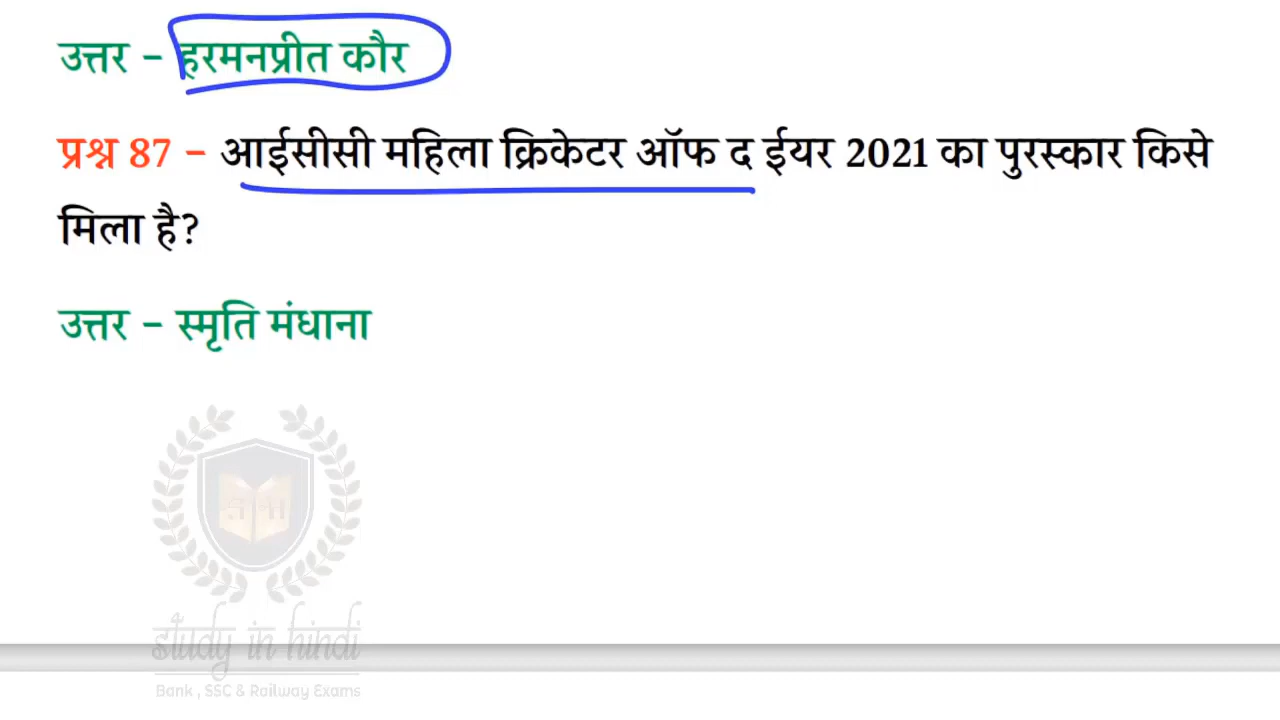 उत्तर – हरमनप्रीत कौर
प्रश्न 87 – आईसीसी महिला क्रिकेटर ऑफ द ईयर 2021 का पुरस्कार किसे
मिला है?
उत्तर – स्मृति मंधाना
study in hindi
Bank , SSC & Railway Exams